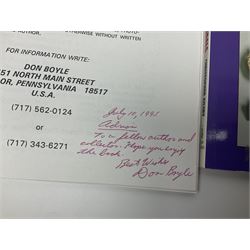 AUTHOR, OTHERWISE WITHOUT WRITTEN
FOR INFORMATION WRITE:
DON BOYLE
51 NORTH MAIN STREET
OR, PENNSYLVANIA 18517
U.S.A.
(717) 562-0124
or
(717) 343-6271
July 10, 1995
To a fellow author and
collector. Hope you enjoy
the book.
Best Wishes
Don Boyle